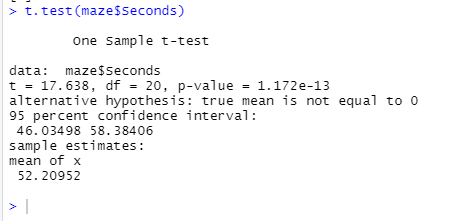 > t.test(maze$Seconds)
One Sample t-test
data:  maze$Seconds
t = 17.638, df = 20, p-value = 1.172e-13
alternative hypothesis: true mean is not equal to 0
95 percent confidence interval:
 46.03498 58.38406
sample estimates:
mean of x
 52.20952
>